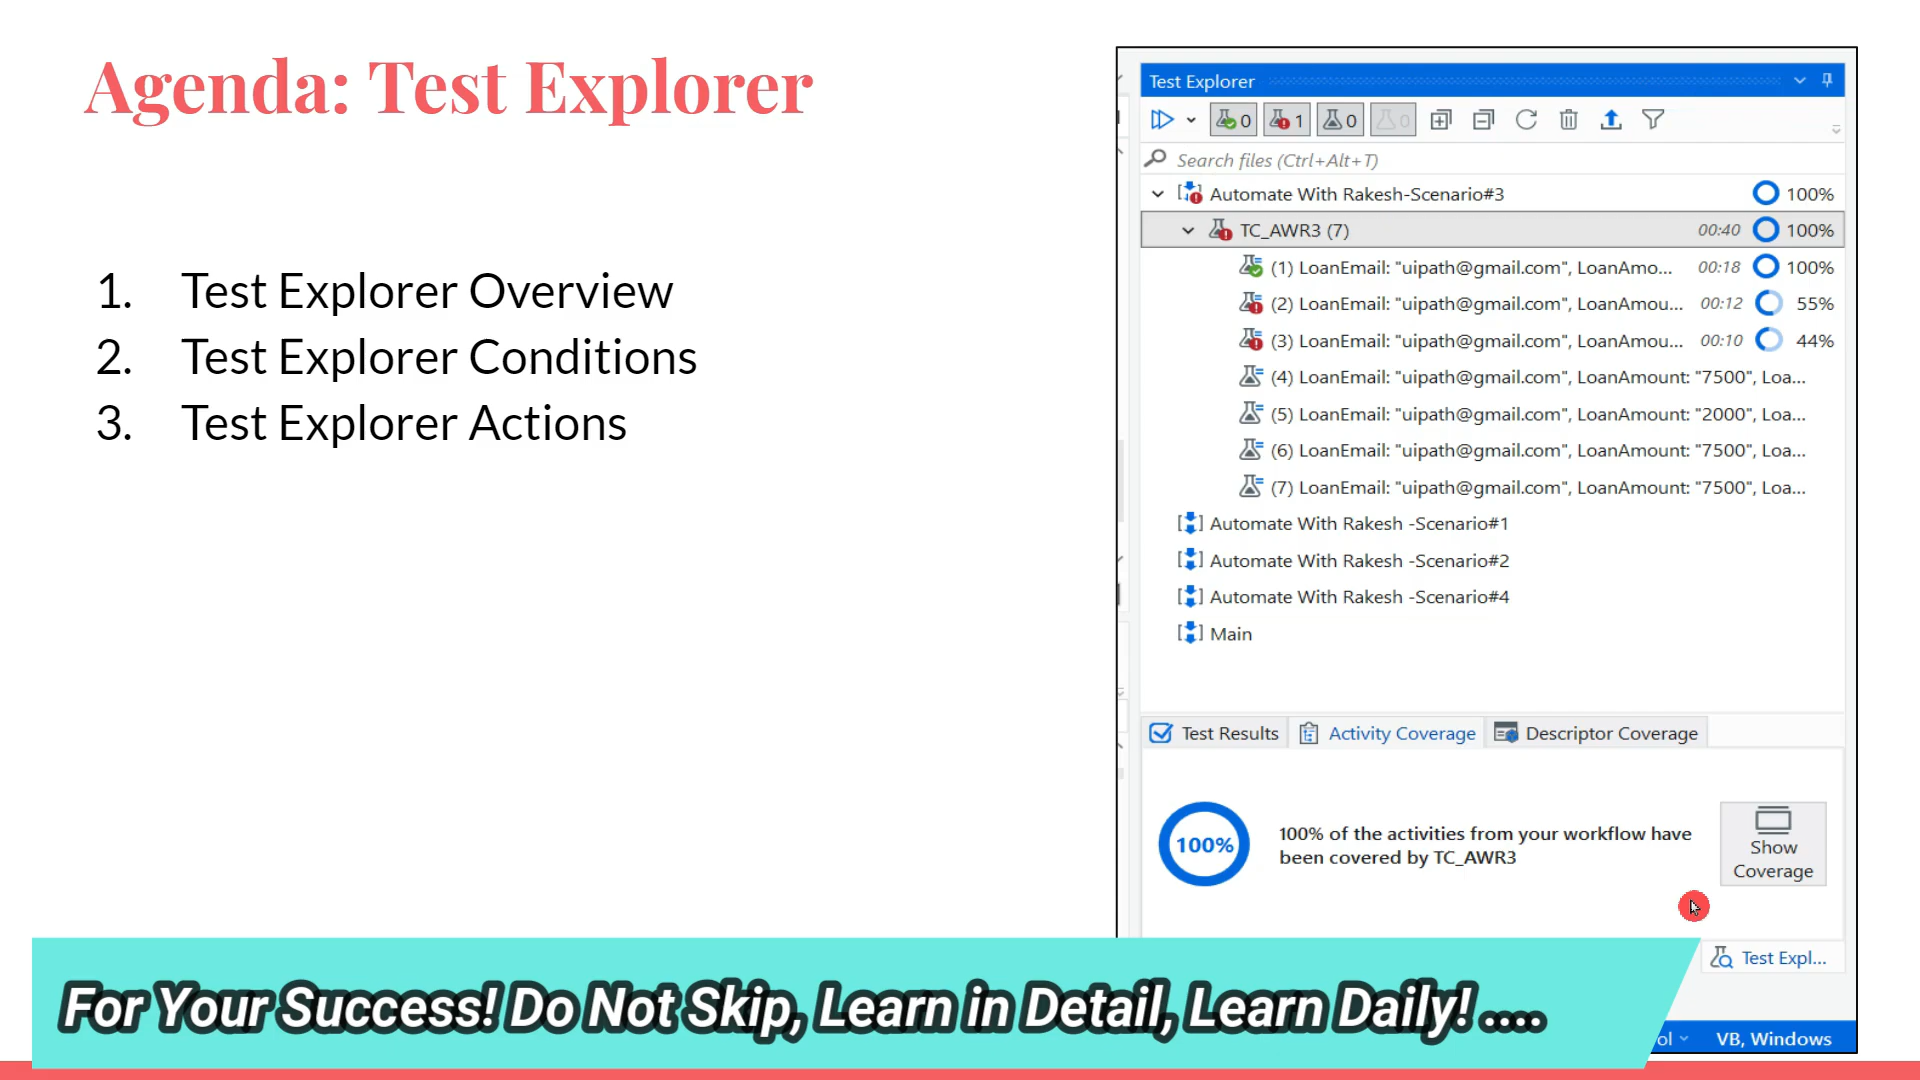 Agenda: Test Explorer
1. Test Explorer Overview
2. Test Explorer Conditions
3. Test Explorer Actions
Test Explorer
0 1 0 0
Search files (Ctrl+Alt+T)
Automate With Rakesh-Scenario#3 100%
TC_AWR3 (7) 00:40 100%
(1) LoanEmail: "uipath@gmail.com", LoanAmo... 00:18 100%
(2) LoanEmail: "uipath@gmail.com", LoanAmou... 00:12 55%
(3) LoanEmail: "uipath@gmail.com", LoanAmou... 00:10 44%
(4) LoanEmail: "uipath@gmail.com", LoanAmount: "7500", Loa...
(5) LoanEmail: "uipath@gmail.com", LoanAmount: "2000", Loa...
(6) LoanEmail: "uipath@gmail.com", LoanAmount: "7500", Loa...
(7) LoanEmail: "uipath@gmail.com", LoanAmount: "7500", Loa...
Automate With Rakesh -Scenario#1
Automate With Rakesh -Scenario#2
Automate With Rakesh -Scenario#4
Main
Test Results Activity Coverage Descriptor Coverage
100%
100% of the activities from your workflow have
been covered by TC_AWR3
Show
Coverage
Test Expl...
For Your Success! Do Not Skip, Learn in Detail, Learn Daily! ....
ol VB, Windows